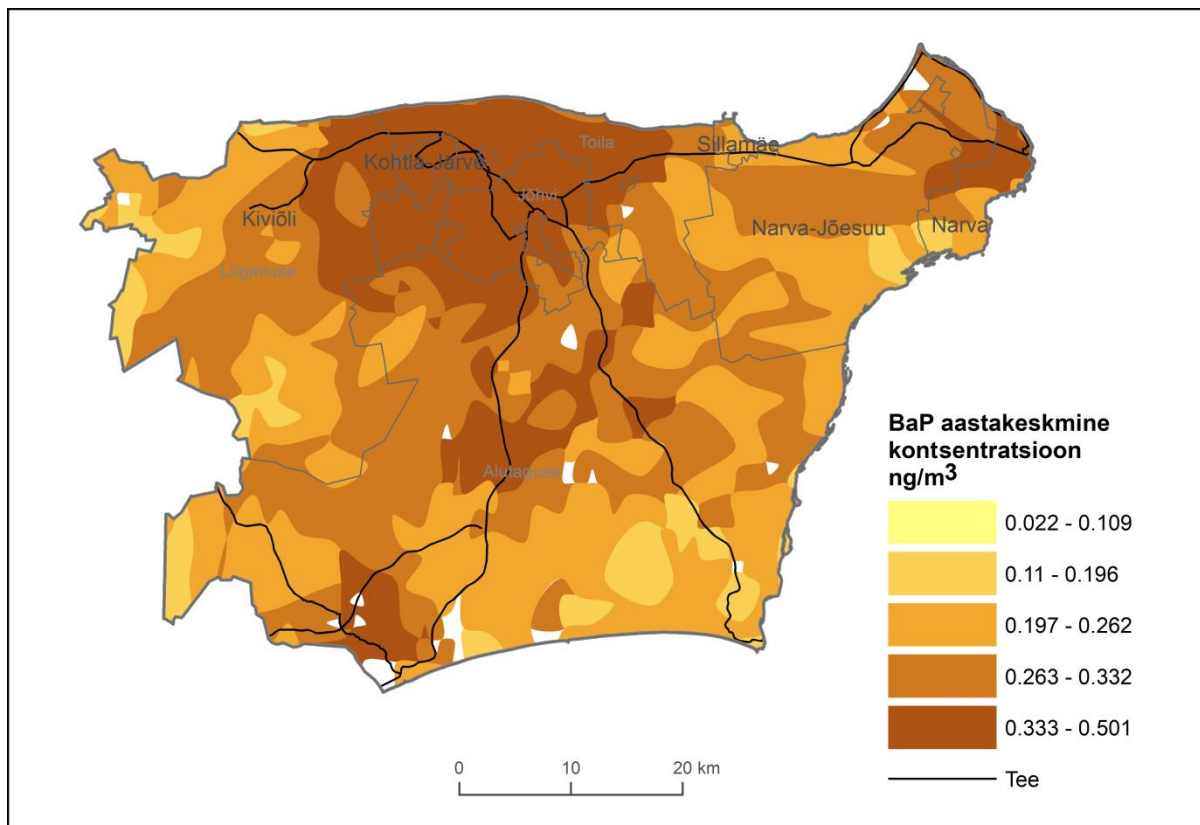 Toila
Sillamäe
Kohtla-Järve
Jõhvi
Kiviõli
Narva-Jõesuu
Narva
Lüganuse
Alutaguse
BaP aastakeskmine
kontsentratsioon
ng/m³
0.022 - 0.109
0.11 - 0.196
0.197 - 0.262
0.263 - 0.332
0.333 - 0.501
Tee
0 10 20 km